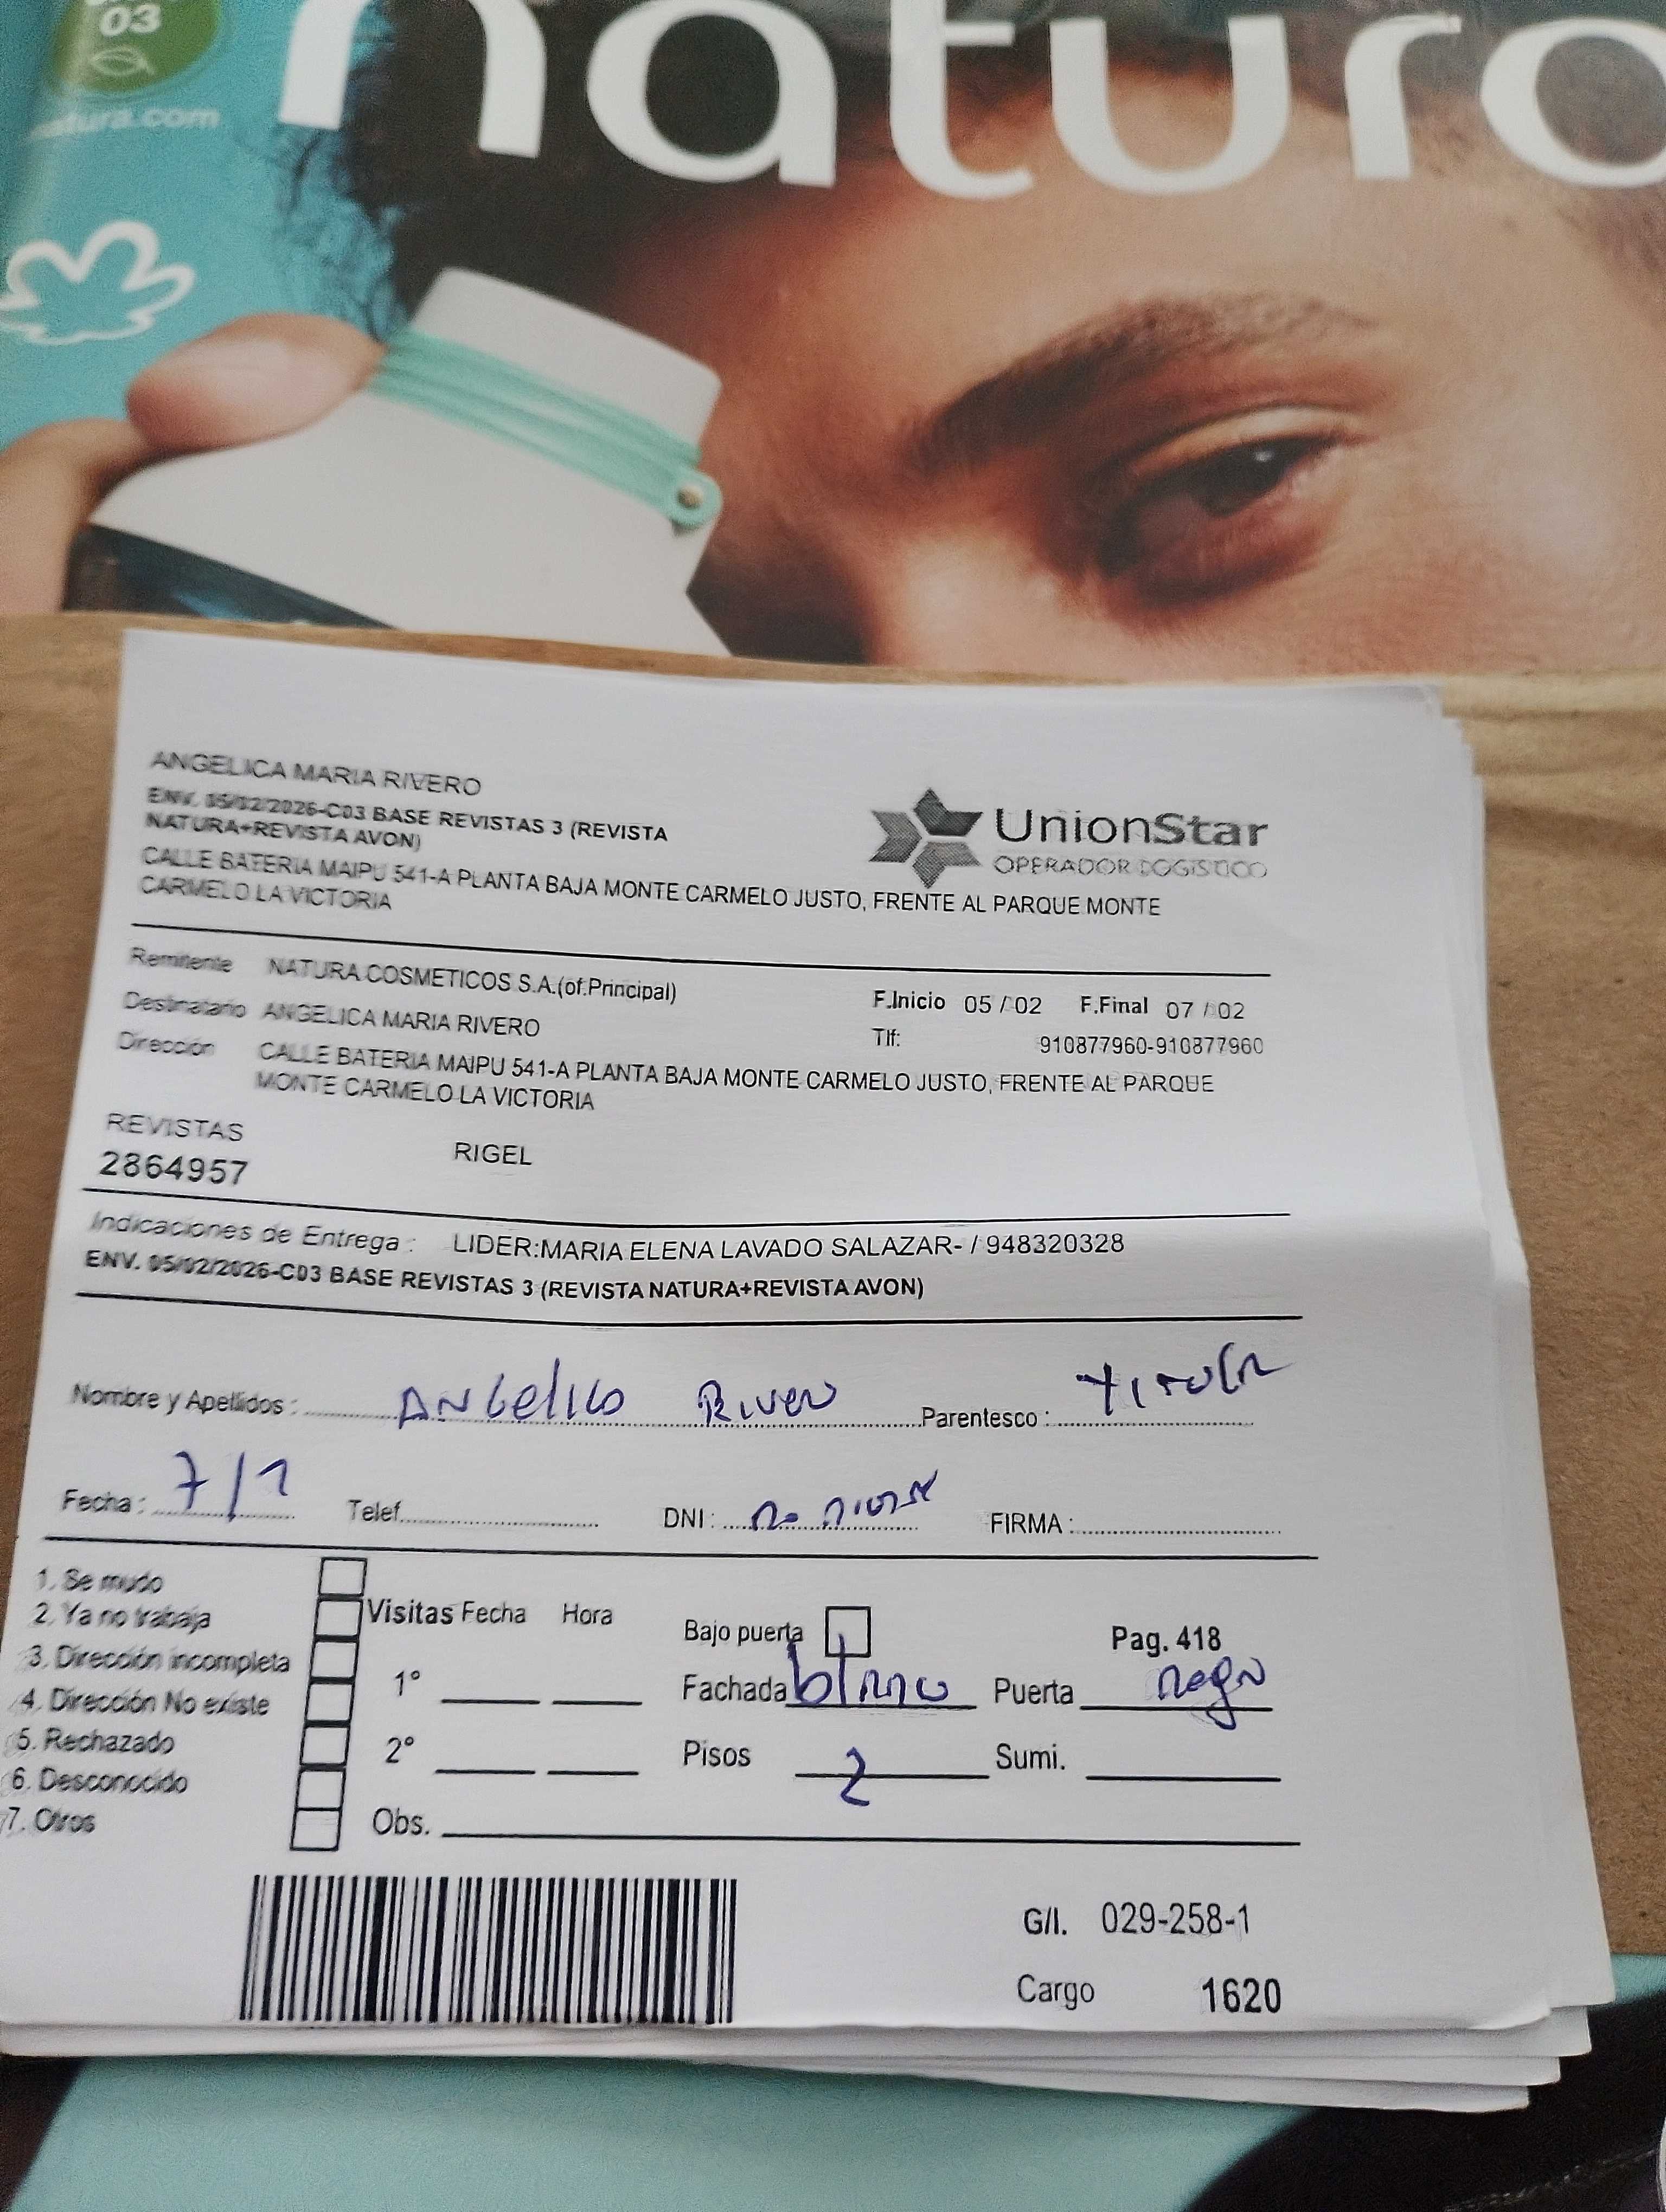 03
natura.com
natura
ANGELICA MARIA RIVERO
ENV. 05/02/2026-C03 BASE REVISTAS 3 (REVISTA
NATURA+REVISTA AVON)
CALLE BATERIA MAIPU 541-A PLANTA BAJA MONTE CARMELO JUSTO, FRENTE AL PARQUE MONTE
CARMELO LA VICTORIA
UnionStar
OPERADOR LOGISTICO
Remitente NATURA COSMETICOS S.A.(of.Principal)
F.Inicio 05 / 02 F.Final 07 / 02
Destinatario ANGELICA MARIA RIVERO
Tlf: 910877960-910877960
Dirección CALLE BATERIA MAIPU 541-A PLANTA BAJA MONTE CARMELO JUSTO, FRENTE AL PARQUE
MONTE CARMELO LA VICTORIA
REVISTAS RIGEL
2864957
Indicaciones de Entrega : LIDER:MARIA ELENA LAVADO SALAZAR- / 948320328
ENV. 05/02/2026-C03 BASE REVISTAS 3 (REVISTA NATURA+REVISTA AVON)
Nombre y Apellidos : Angelica Rivero Parentesco : titular
Fecha : 7/ Telef. DNI : no FIRMA :
1. Se mudo
2. Ya no trabaja
3. Dirección incompleta
4. Dirección No existe
5. Rechazado
6. Desconocido
7. Otros
Visitas Fecha Hora
1°
2°
Obs.
Bajo puerta Pag. 418
Fachada blanco Puerta negro
Pisos 2 Sumi.
G/I. 029-258-1
Cargo 1620